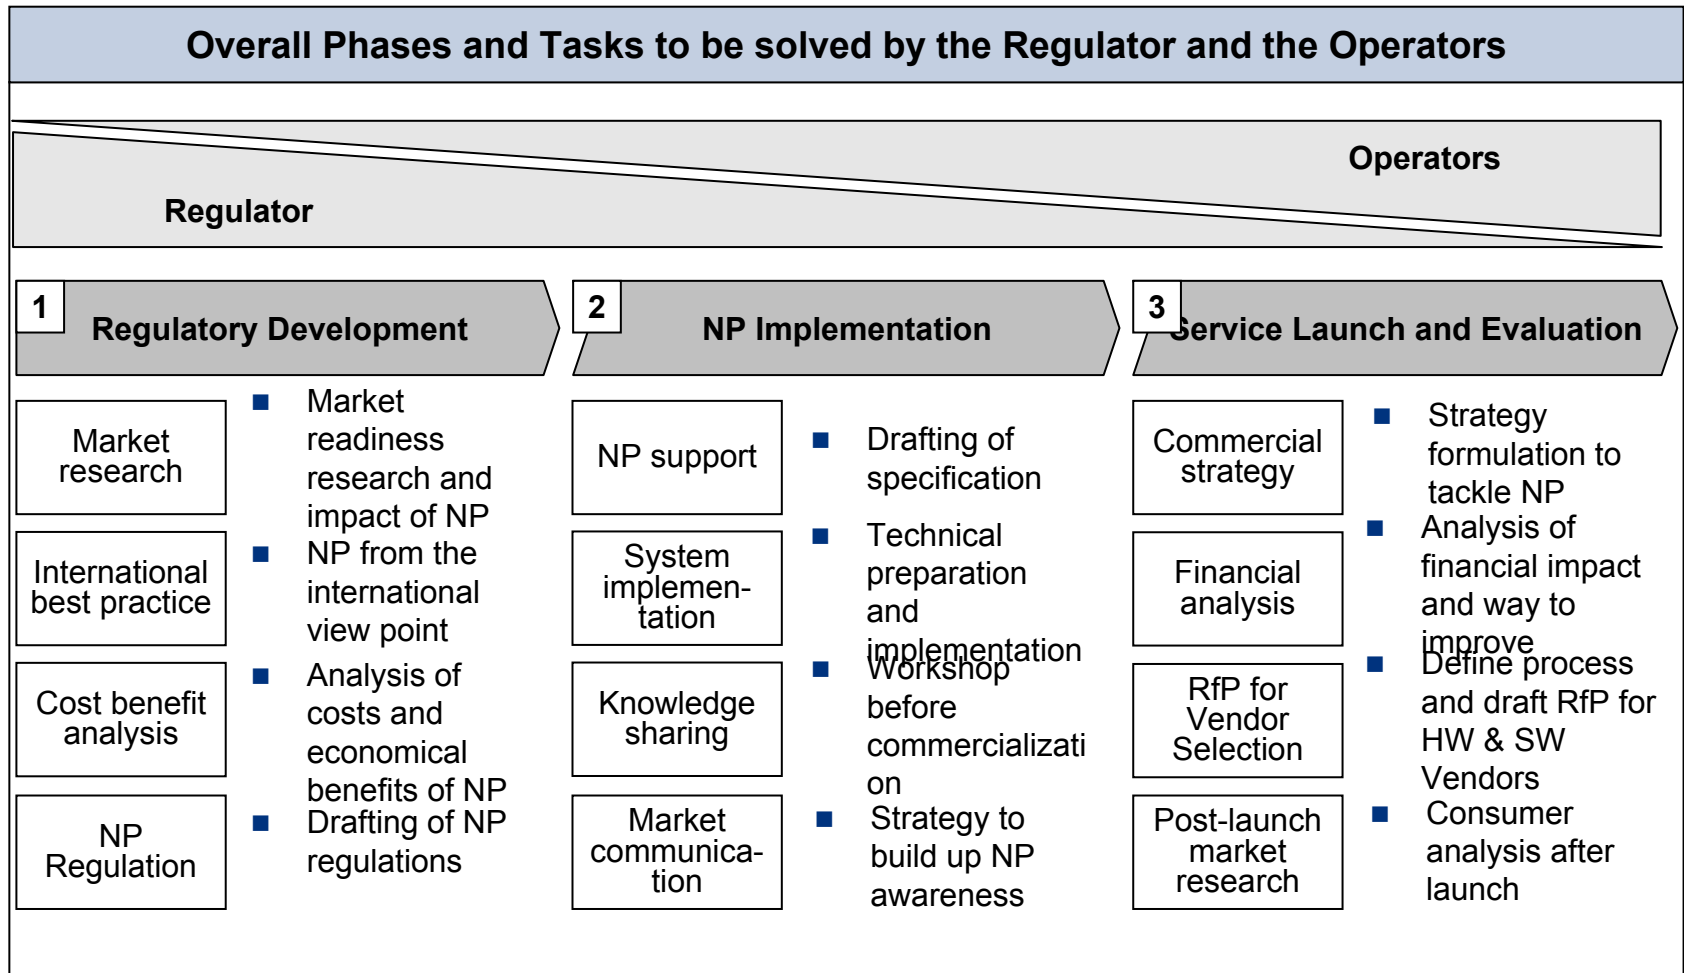 Overall Phases and Tasks to be solved by the Regulator and the Operators
Operators
Regulator
1
Regulatory Development
Market
research
Market
readiness
research and
impact of NP
International
best practice
NP from the
international
view point
Cost benefit
analysis
Analysis of
costs and
economical
benefits of NP
NP
Regulation
Drafting of NP
regulations
2
NP Implementation
NP support
Drafting of
specification
System
implemen-
tation
Technical
preparation
and
implementation
Knowledge
sharing
Workshop
before
commercializati
on
Market
communica-
tion
Strategy to
build up NP
awareness
3
Service Launch and Evaluation
Commercial
strategy
Strategy
formulation to
tackle NP
Financial
analysis
Analysis of
financial impact
and way to
improve
RfP for
Vendor
Selection
Define process
and draft RfP for
HW & SW
Vendors
Post-launch
market
research
Consumer
analysis after
launch